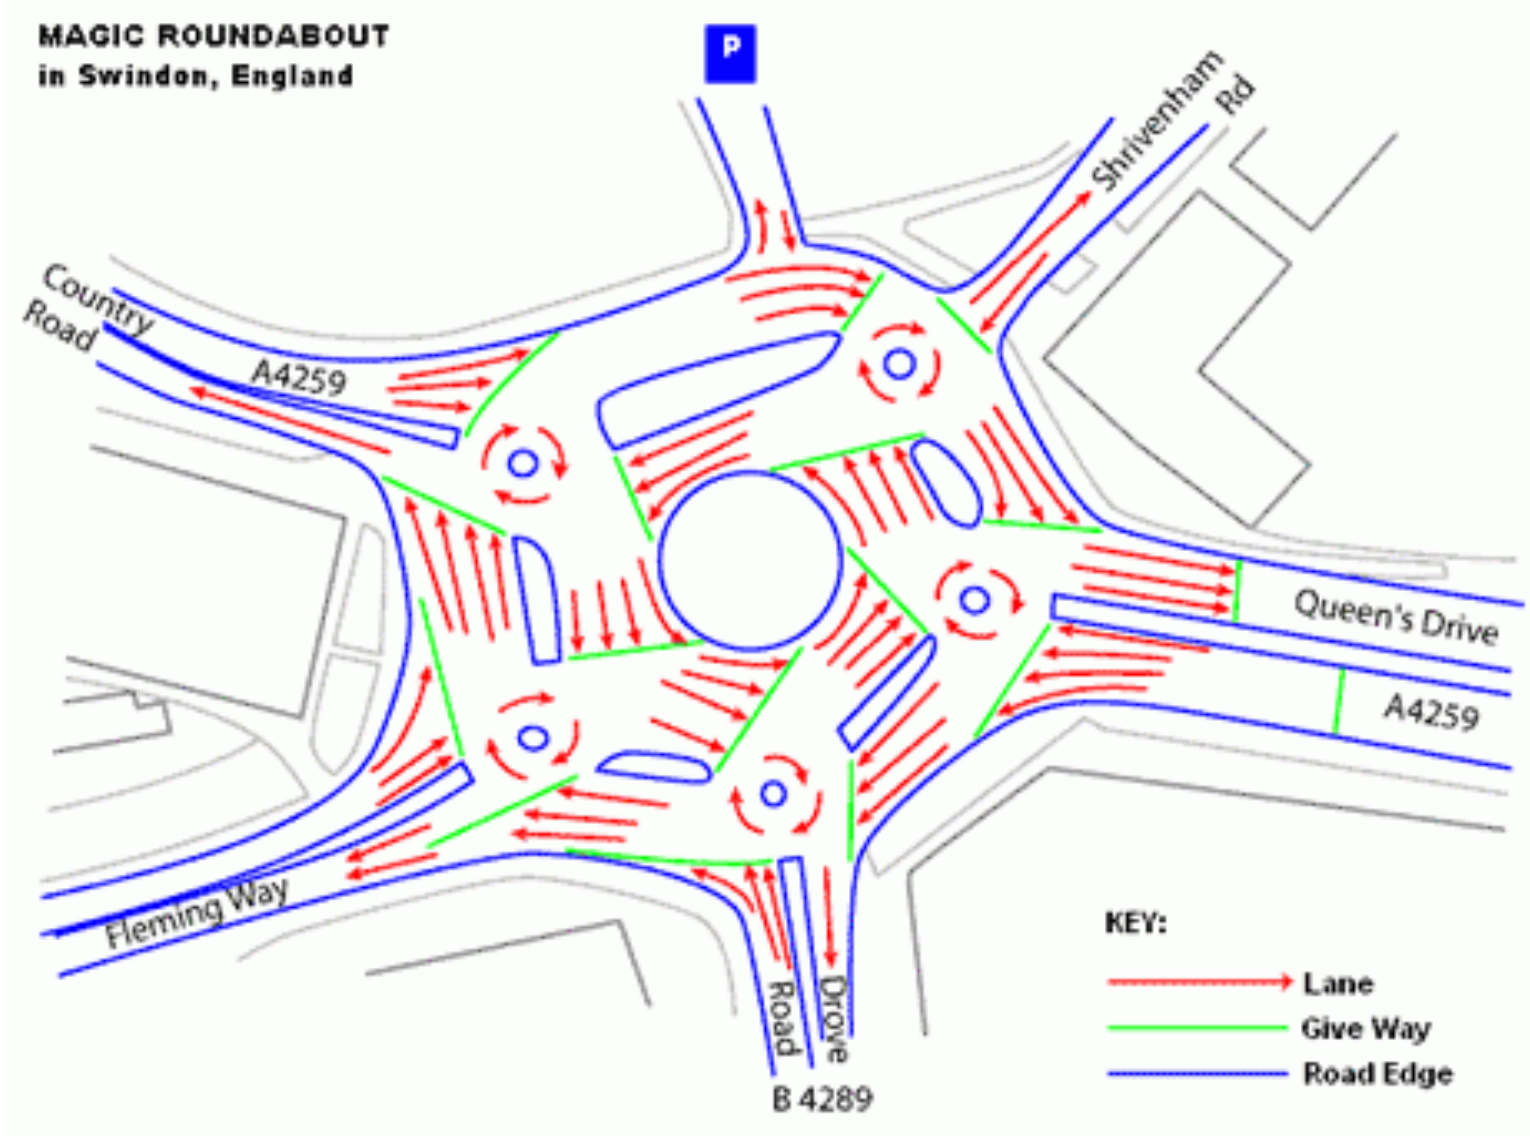 MAGIC ROUNDABOUT
in Swindon, England
P
Shrivenham
Rd
Country
Road
A4259
Queen's Drive
A4259
Fleming Way
Road
Drove
B 4289
KEY:
Lane
Give Way
Road Edge